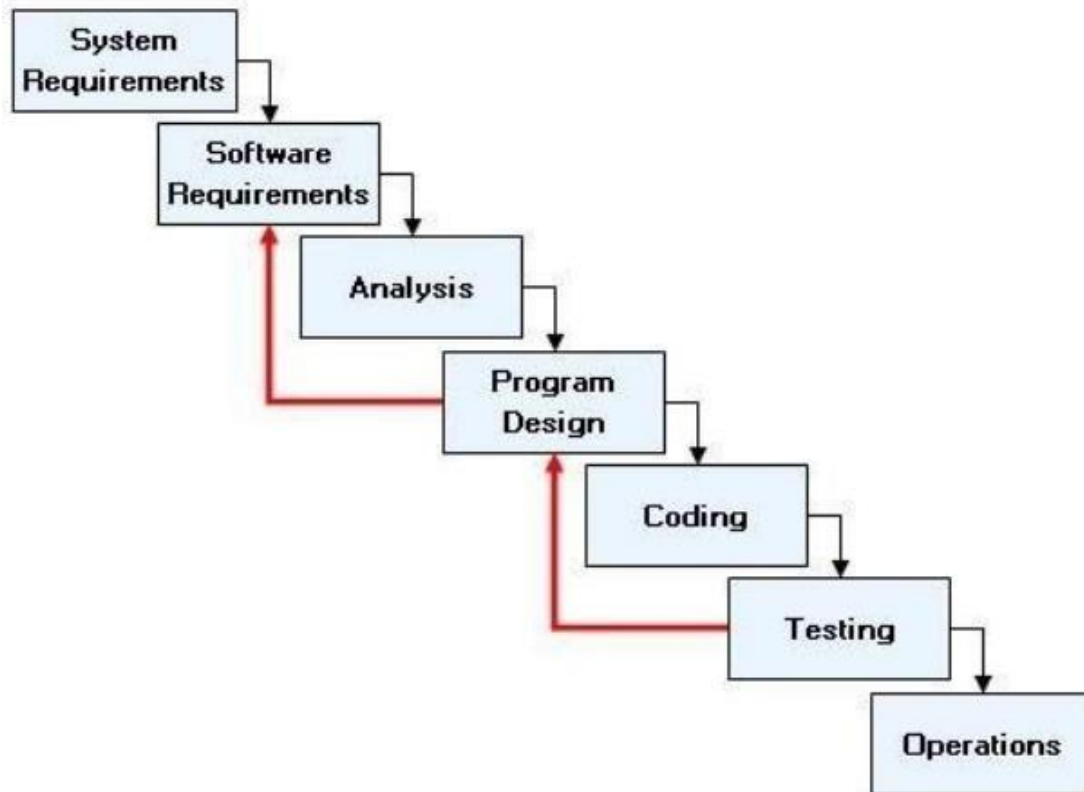 System
Requirements
Software
Requirements
Analysis
Program
Design
Coding
Testing
Operations